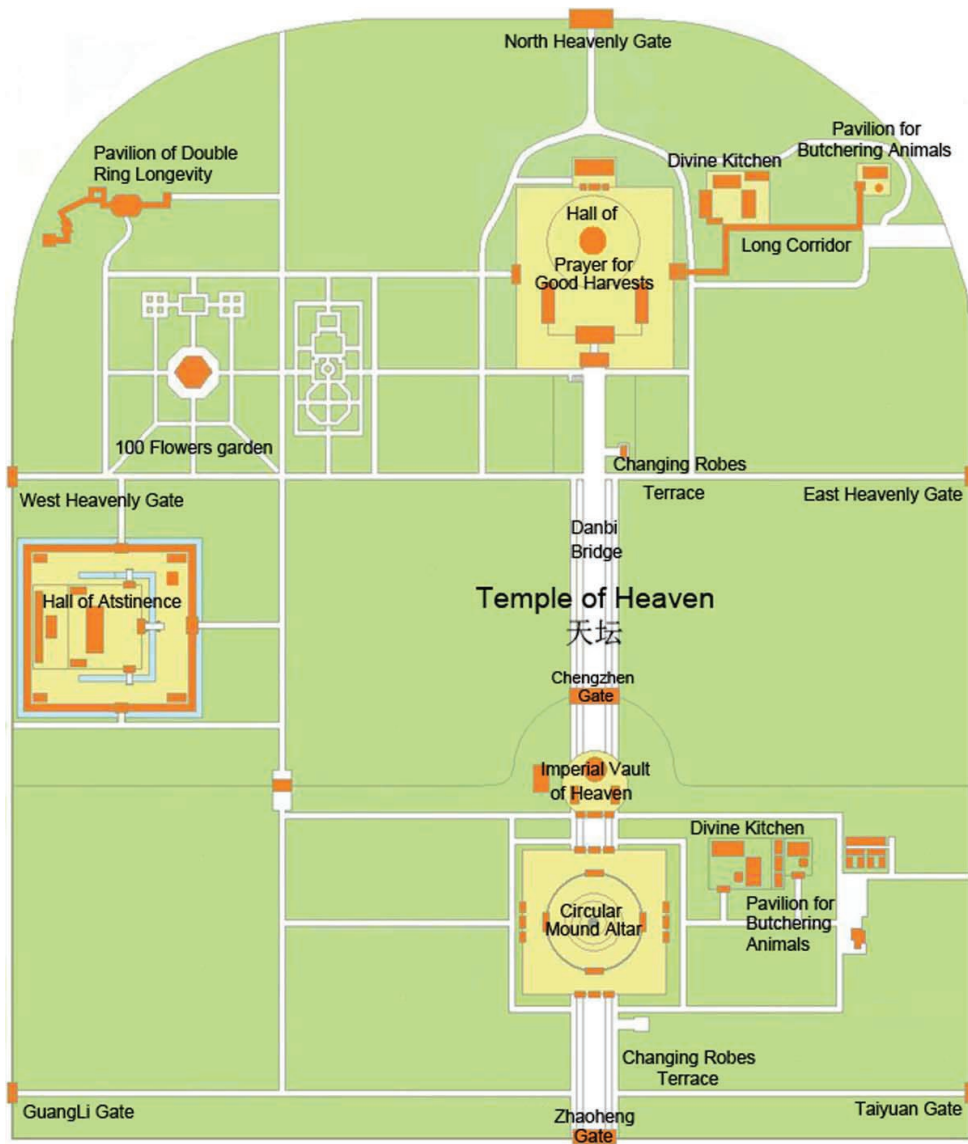 North Heavenly Gate
Pavilion for
Butchering Animals
Pavilion of Double
Ring Longevity
Divine Kitchen
Hall of
Long Corridor
Prayer for
Good Harvests
100 Flowers garden
Changing Robes
Terrace
West Heavenly Gate
East Heavenly Gate
Danbi
Bridge
Temple of Heaven
天坛
Hall of Atstinence
Chengzhen
Gate
Imperial Vault
of Heaven
Divine Kitchen
Pavilion for
Butchering
Animals
Circular
Mound Altar
Changing Robes
Terrace
GuangLi Gate
Taiyuan Gate
Zhaoheng
Gate